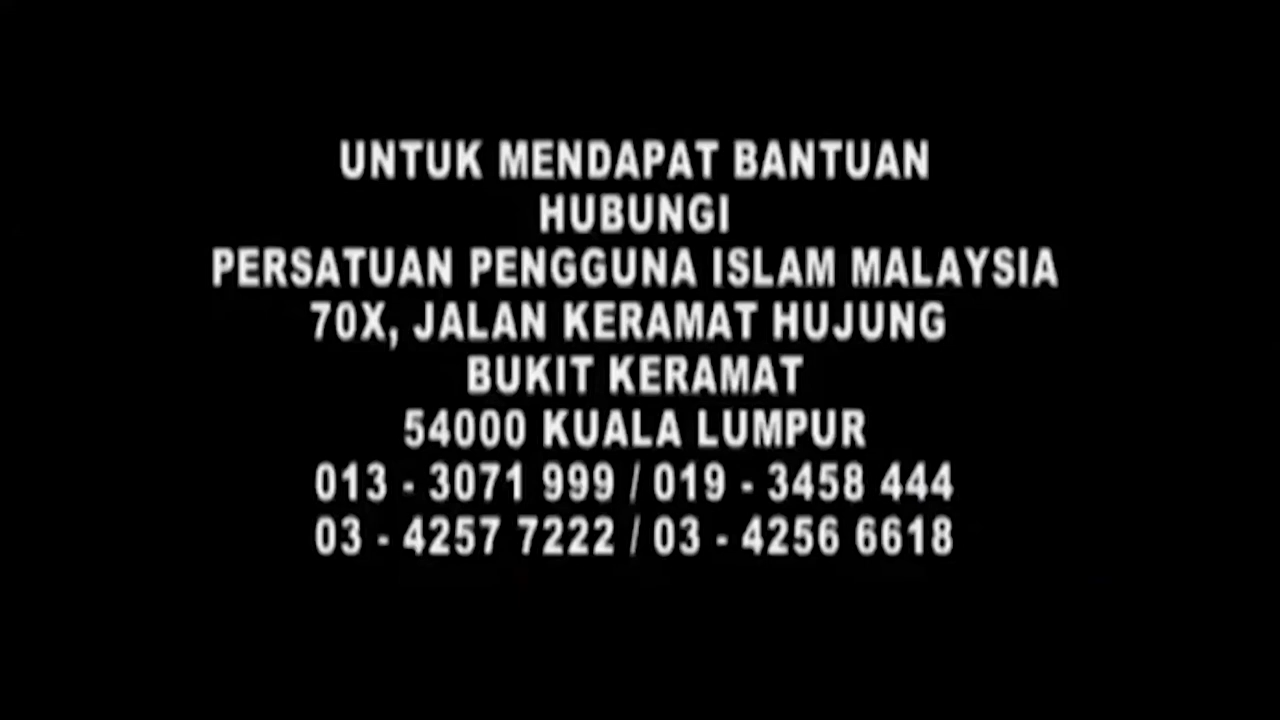 UNTUK MENDAPAT BANTUAN
HUBUNGI
PERSATUAN PENGGUNA ISLAM MALAYSIA
70X, JALAN KERAMAT HUJUNG
BUKIT KERAMAT
54000 KUALA LUMPUR
013 - 3071 999 / 019 - 3458 444
03 - 4257 7222 / 03 - 4256 6618